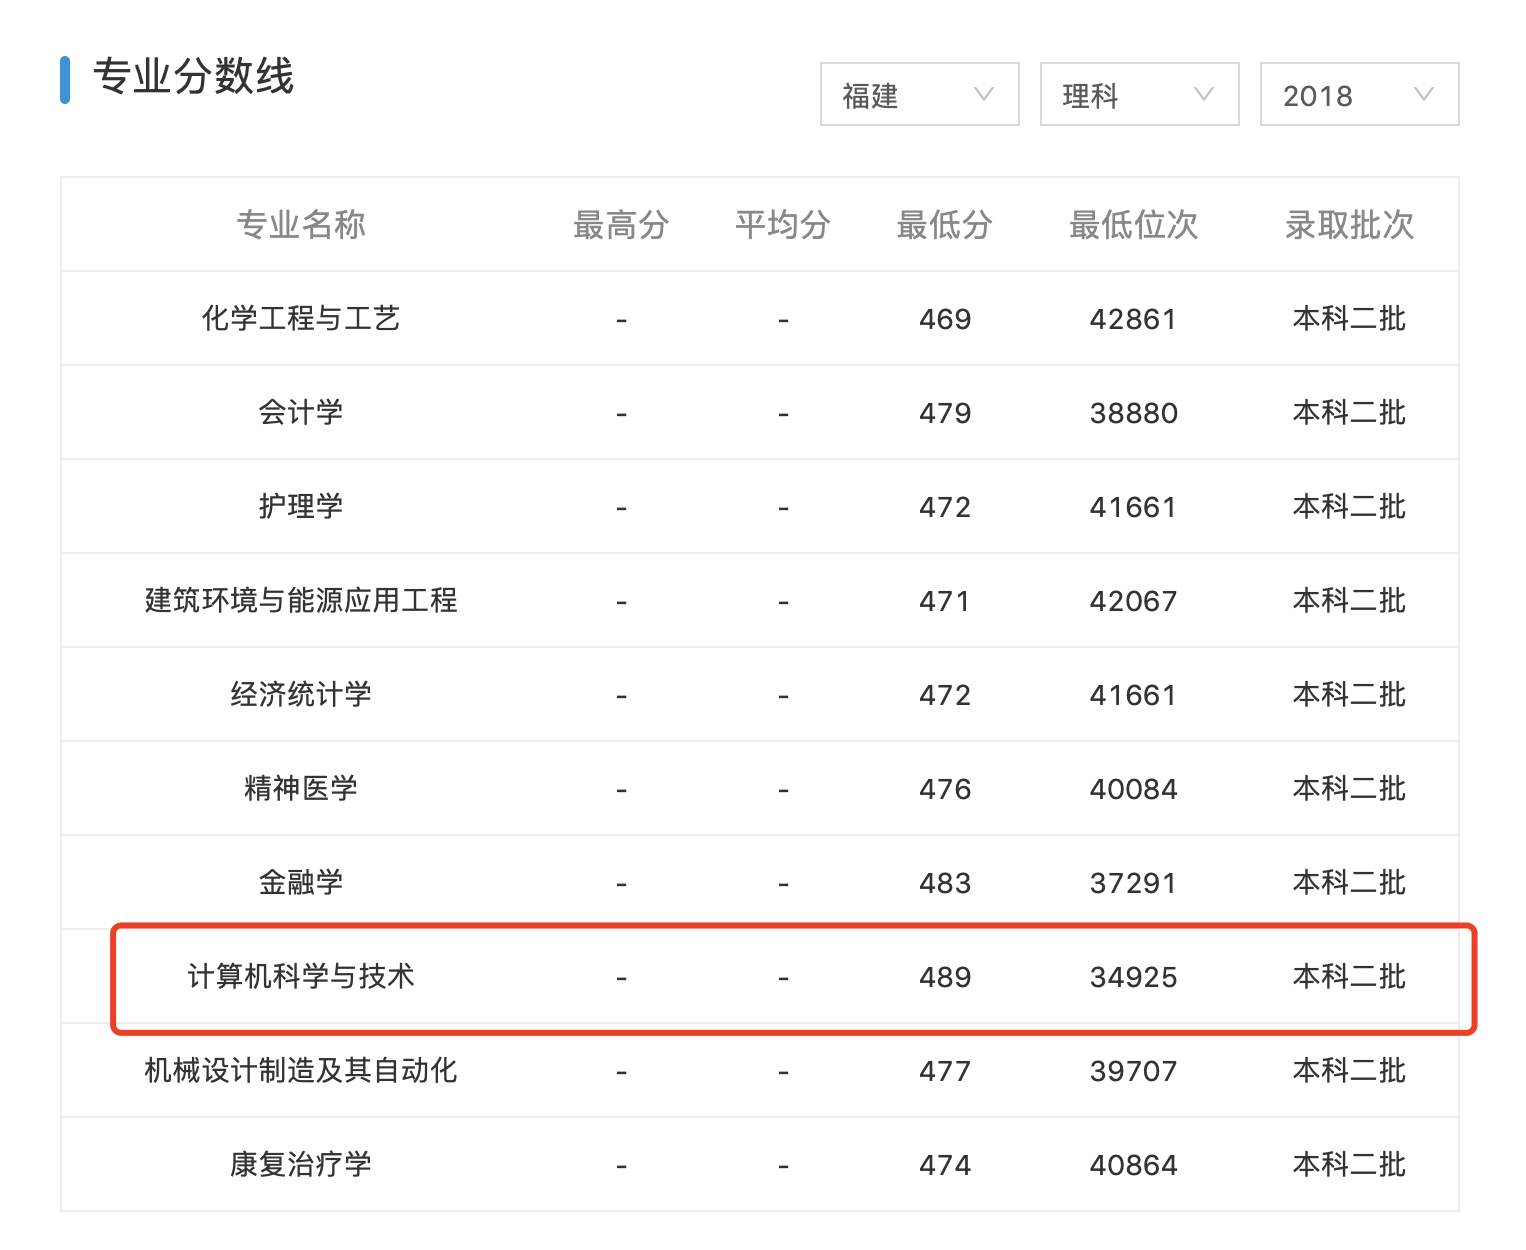 专业分数线
福建 理科 2018
专业名称 最高分 平均分 最低分 最低位次 录取批次
化学工程与工艺 - - 469 42861 本科二批
会计学 - - 479 38880 本科二批
护理学 - - 472 41661 本科二批
建筑环境与能源应用工程 - - 471 42067 本科二批
经济统计学 - - 472 41661 本科二批
精神医学 - - 476 40084 本科二批
金融学 - - 483 37291 本科二批
计算机科学与技术 - - 489 34925 本科二批
机械设计制造及其自动化 - - 477 39707 本科二批
康复治疗学 - - 474 40864 本科二批